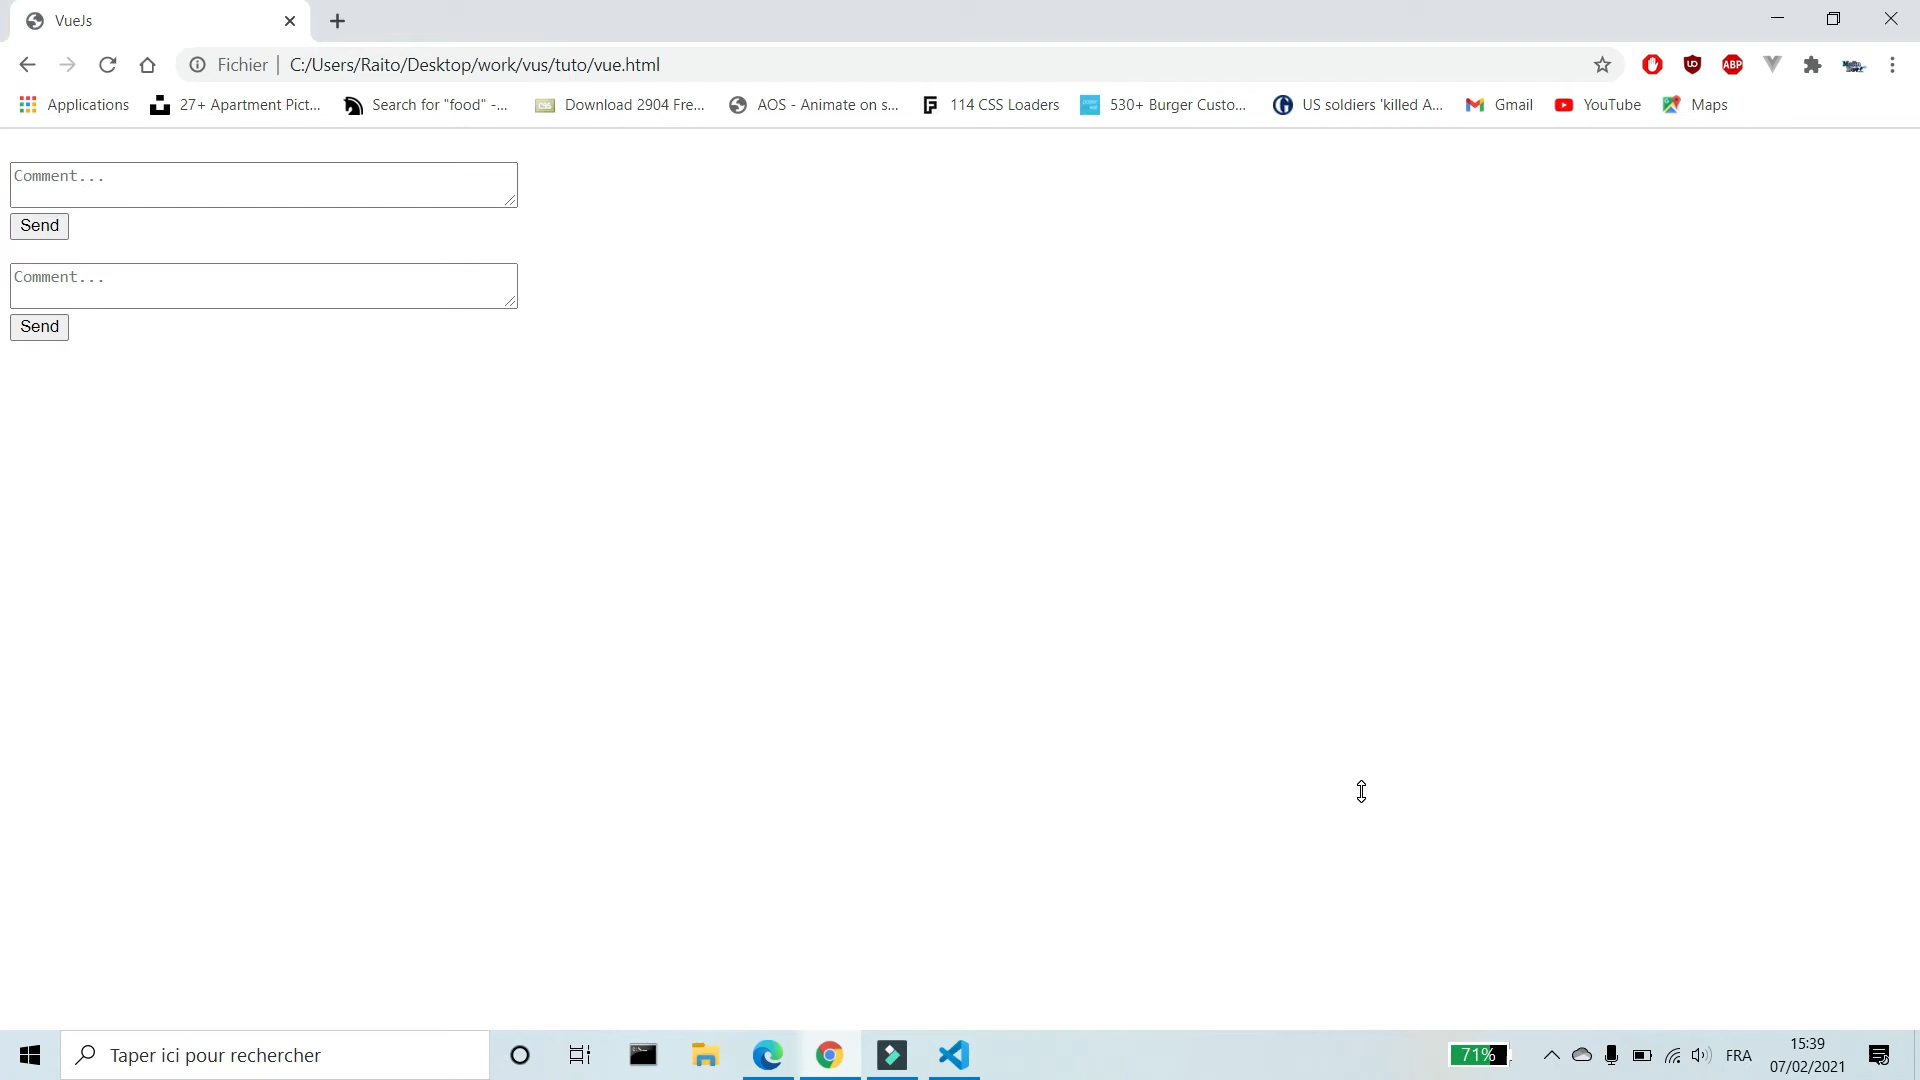 VueJs
Fichier | C:/Users/Raito/Desktop/work/vus/tuto/vue.html
ABP
Applications 27+ Apartment Pict... Search for "food" -... Download 2904 Fre... AOS - Animate on s... 114 CSS Loaders 530+ Burger Custo... US soldiers 'killed A... Gmail YouTube Maps
Comment...
Send
Comment...
Send
Taper ici pour rechercher
71%
FRA
15:39
07/02/2021